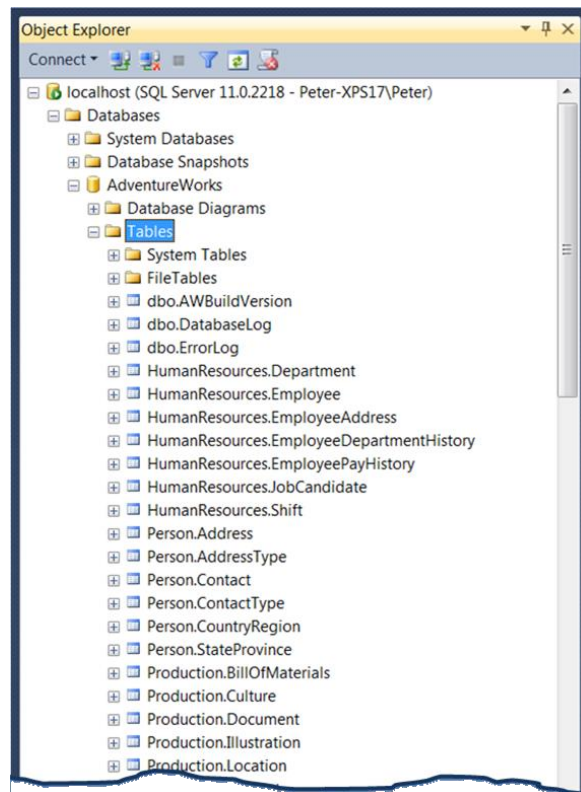 Object Explorer
Connect
localhost (SQL Server 11.0.2218 - Peter-XPS17\Peter)
Databases
System Databases
Database Snapshots
AdventureWorks
Database Diagrams
Tables
System Tables
FileTables
dbo.AWBuildVersion
dbo.DatabaseLog
dbo.ErrorLog
HumanResources.Department
HumanResources.Employee
HumanResources.EmployeeAddress
HumanResources.EmployeeDepartmentHistory
HumanResources.EmployeePayHistory
HumanResources.JobCandidate
HumanResources.Shift
Person.Address
Person.AddressType
Person.Contact
Person.ContactType
Person.CountryRegion
Person.StateProvince
Production.BillOfMaterials
Production.Culture
Production.Document
Production.Illustration
Production.Location